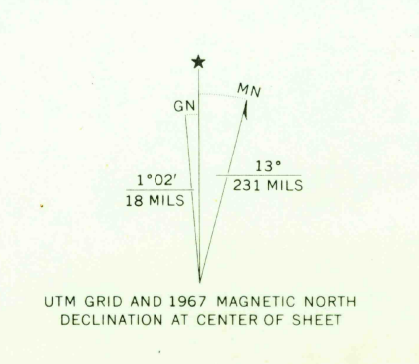 ★
GN
MN
1°02'
18 MILS
13°
231 MILS
UTM GRID AND 1967 MAGNETIC NORTH
DECLINATION AT CENTER OF SHEET